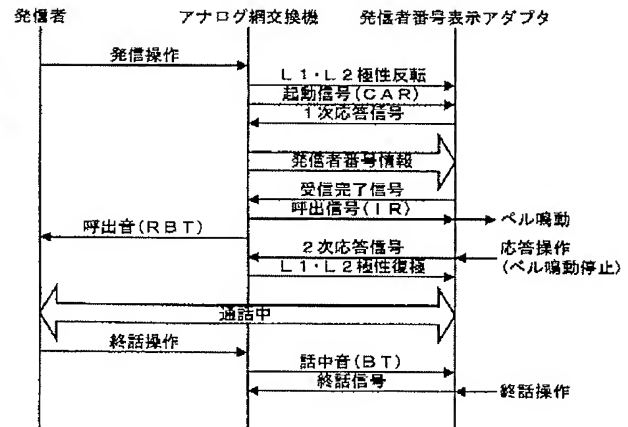 発信者
アナログ網交換機
発信者番号表示アダプタ
発信操作
L1・L2極性反転
起動信号(CAR)
1次応答信号
発信者番号情報
受信完了信号
呼出信号(IR)
ベル鳴動
呼出音(RBT)
2次応答信号
応答操作
(ベル鳴動停止)
L1・L2極性復極
通話中
終話操作
話中音(BT)
終話信号
終話操作